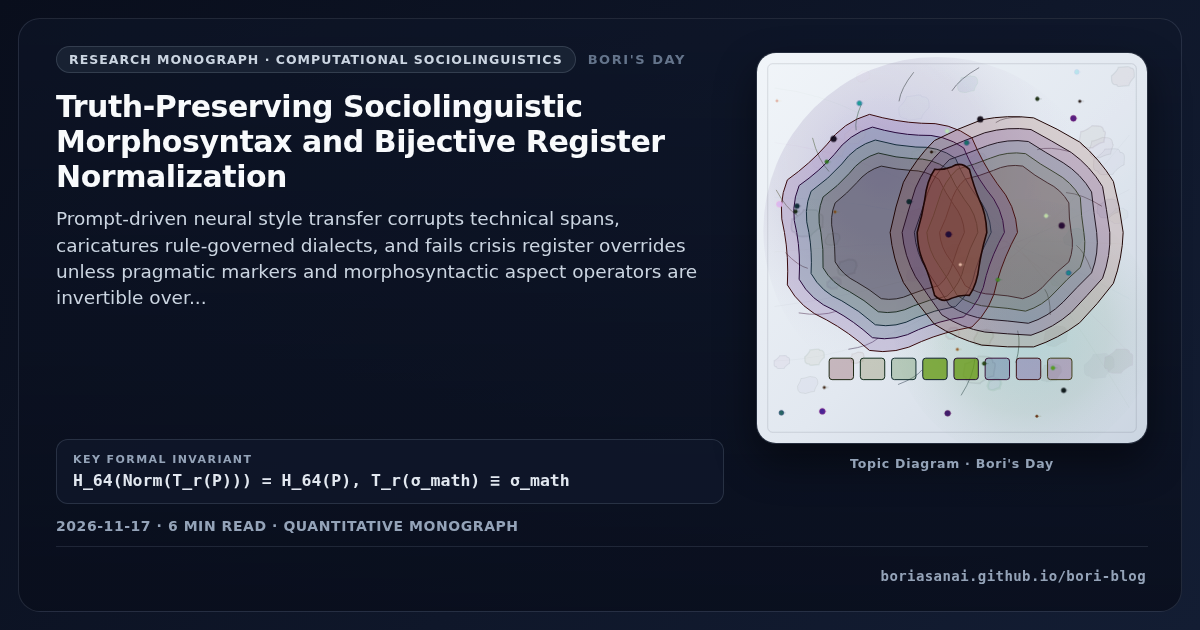 RESEARCH MONOGRAPH · COMPUTATIONAL SOCIOLINGUISTICS
BORI'S DAY
Truth-Preserving Sociolinguistic
Morphosyntax and Bijective Register
Normalization
Prompt-driven neural style transfer corrupts technical spans,
caricatures rule-governed dialects, and fails crisis register overrides
unless pragmatic markers and morphosyntactic aspect operators are
invertible over...
KEY FORMAL INVARIANT
H_64(Norm(T_r(P))) = H_64(P), T_r(σ_math) ≡ σ_math
2026-11-17 · 6 MIN READ · QUANTITATIVE MONOGRAPH
Topic Diagram · Bori's Day
boriasanai.github.io/bori-blog